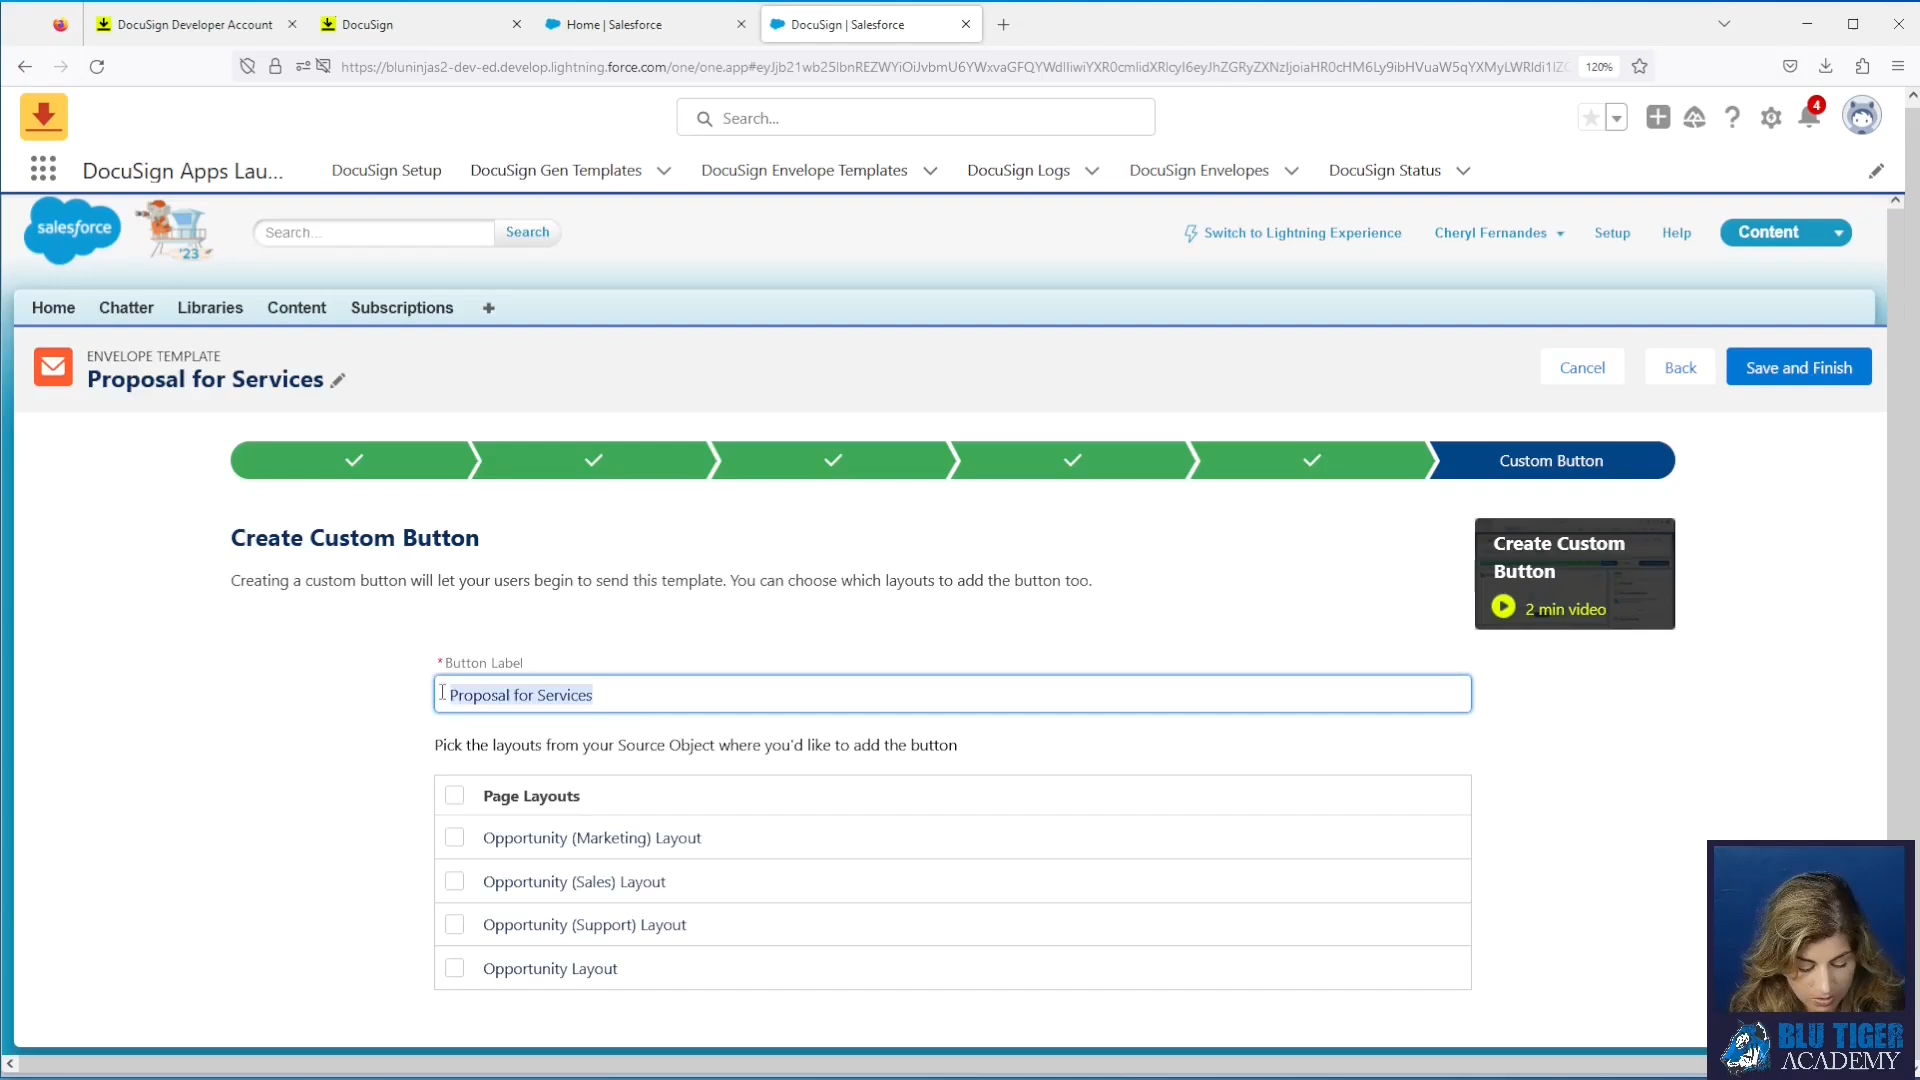 DocuSign Developer Account
DocuSign
Home | Salesforce
DocuSign | Salesforce
120%
Search...
4
DocuSign Apps Lau...
DocuSign Setup
DocuSign Gen Templates
DocuSign Envelope Templates
DocuSign Logs
DocuSign Envelopes
DocuSign Status
salesforce
'23
Search...
Search
Switch to Lightning Experience
Cheryl Fernandes
Setup
Help
Content
Home
Chatter
Libraries
Content
Subscriptions
ENVELOPE TEMPLATE
Proposal for Services
Cancel
Back
Save and Finish
Custom Button
Create Custom Button
Creating a custom button will let your users begin to send this template. You can choose which layouts to add the button too.
Create Custom
Button
2 min video
*Button Label
Proposal for Services
Pick the layouts from your Source Object where you'd like to add the button
Page Layouts
Opportunity (Marketing) Layout
Opportunity (Sales) Layout
Opportunity (Support) Layout
Opportunity Layout
BLU TIGER
ACADEMY